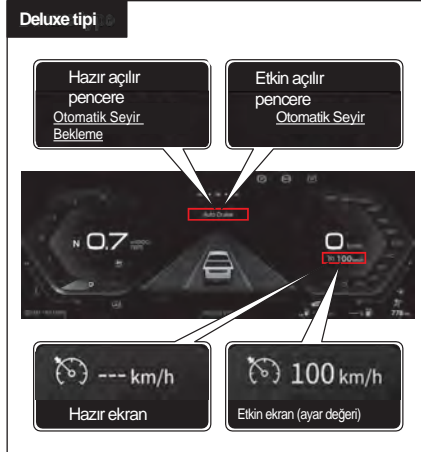 Deluxe tipi
Hazır açılır
pencere
Otomatik Seyir
Bekleme
Etkin açılır
pencere
Otomatik Seyir
Auto Cruise
N 0.7
0
100
--- km/h
Hazır ekran
100 km/h
Etkin ekran (ayar değeri)